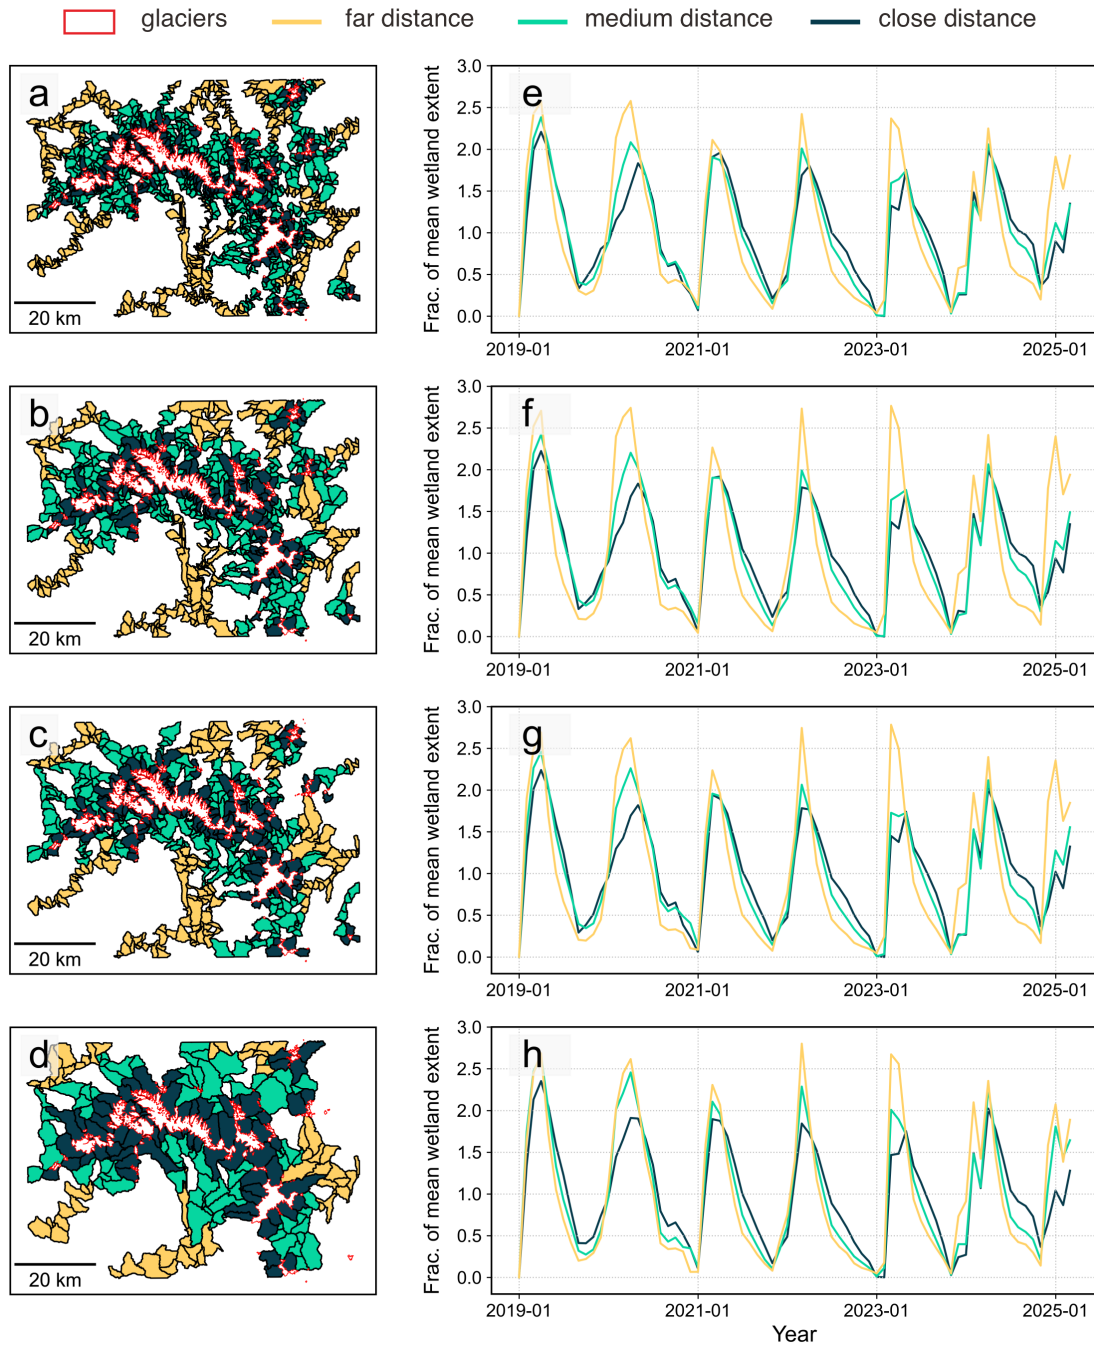 glaciers far distance medium distance close distance
a
20 km
e
Frac. of mean wetland extent
3.0
2.5
2.0
1.5
1.0
0.5
0.0
2019-01 2021-01 2023-01 2025-01
b
20 km
f
Frac. of mean wetland extent
3.0
2.5
2.0
1.5
1.0
0.5
0.0
2019-01 2021-01 2023-01 2025-01
c
20 km
g
Frac. of mean wetland extent
3.0
2.5
2.0
1.5
1.0
0.5
0.0
2019-01 2021-01 2023-01 2025-01
d
20 km
h
Frac. of mean wetland extent
3.0
2.5
2.0
1.5
1.0
0.5
0.0
2019-01 2021-01 2023-01 2025-01
Year